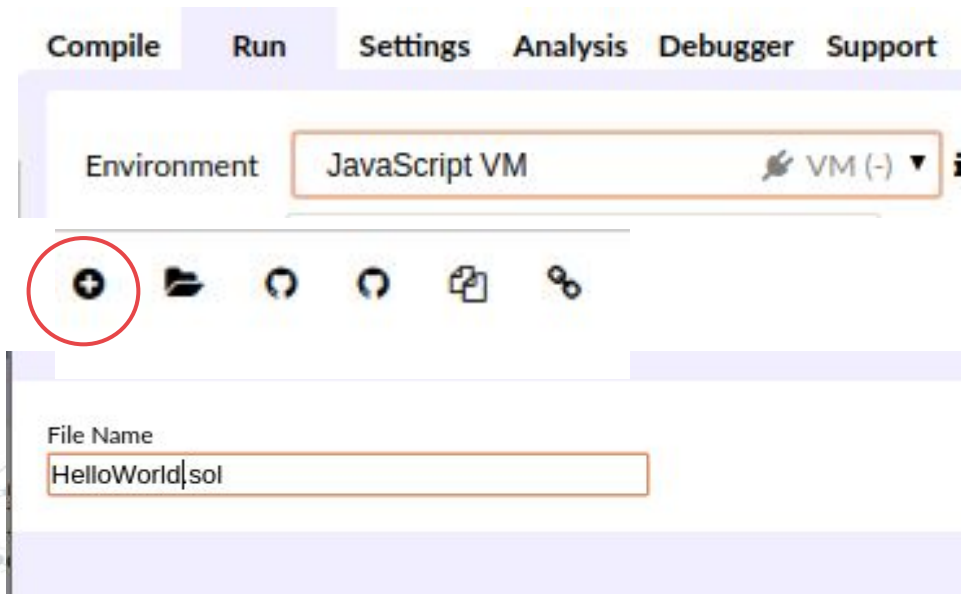 Compile Run Settings Analysis Debugger Support
Environment JavaScript VM VM (-) ▼ i
File Name
HelloWorld.sol